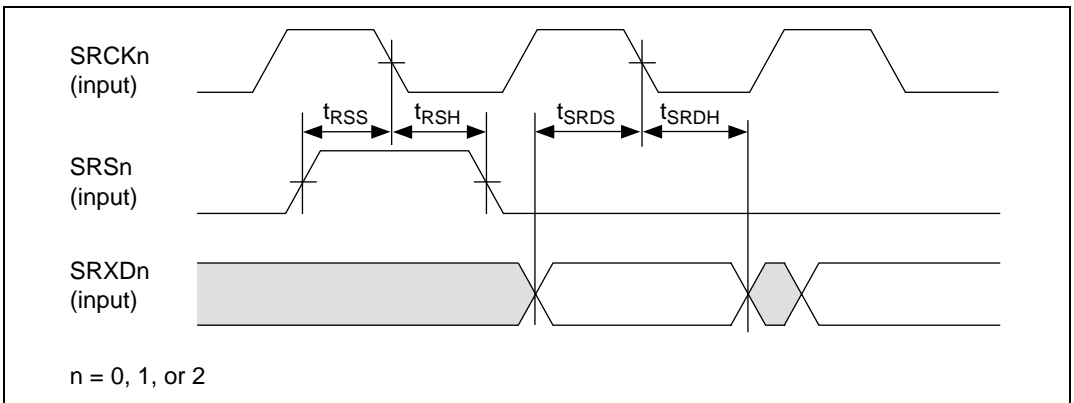 SRCKn
(input)
tRSS tRSH tSRDS tSRDH
SRSn
(input)
SRXDn
(input)
n = 0, 1, or 2